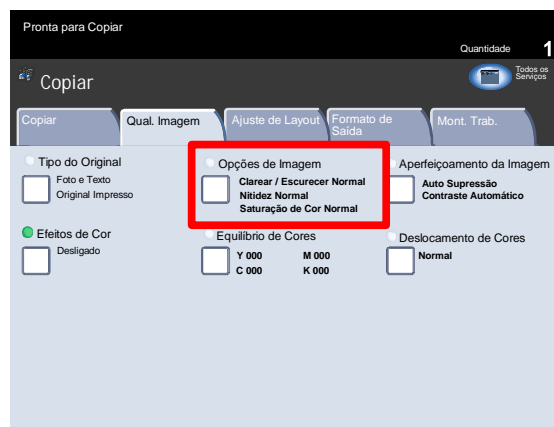 Pronta para Copiar
Quantidade 1
Copiar
Todos os
Serviços
Copiar
Qual. Imagem
Ajuste de Layout
Formato de
Saída
Mont. Trab.
Tipo do Original
Foto e Texto
Original Impresso
Opções de Imagem
Clarear / Escurecer Normal
Nitidez Normal
Saturação de Cor Normal
Aperfeiçoamento da Imagem
Auto Supressão
Contraste Automático
Efeitos de Cor
Desligado
Equilíbrio de Cores
Y 000 M 000
C 000 K 000
Deslocamento de Cores
Normal